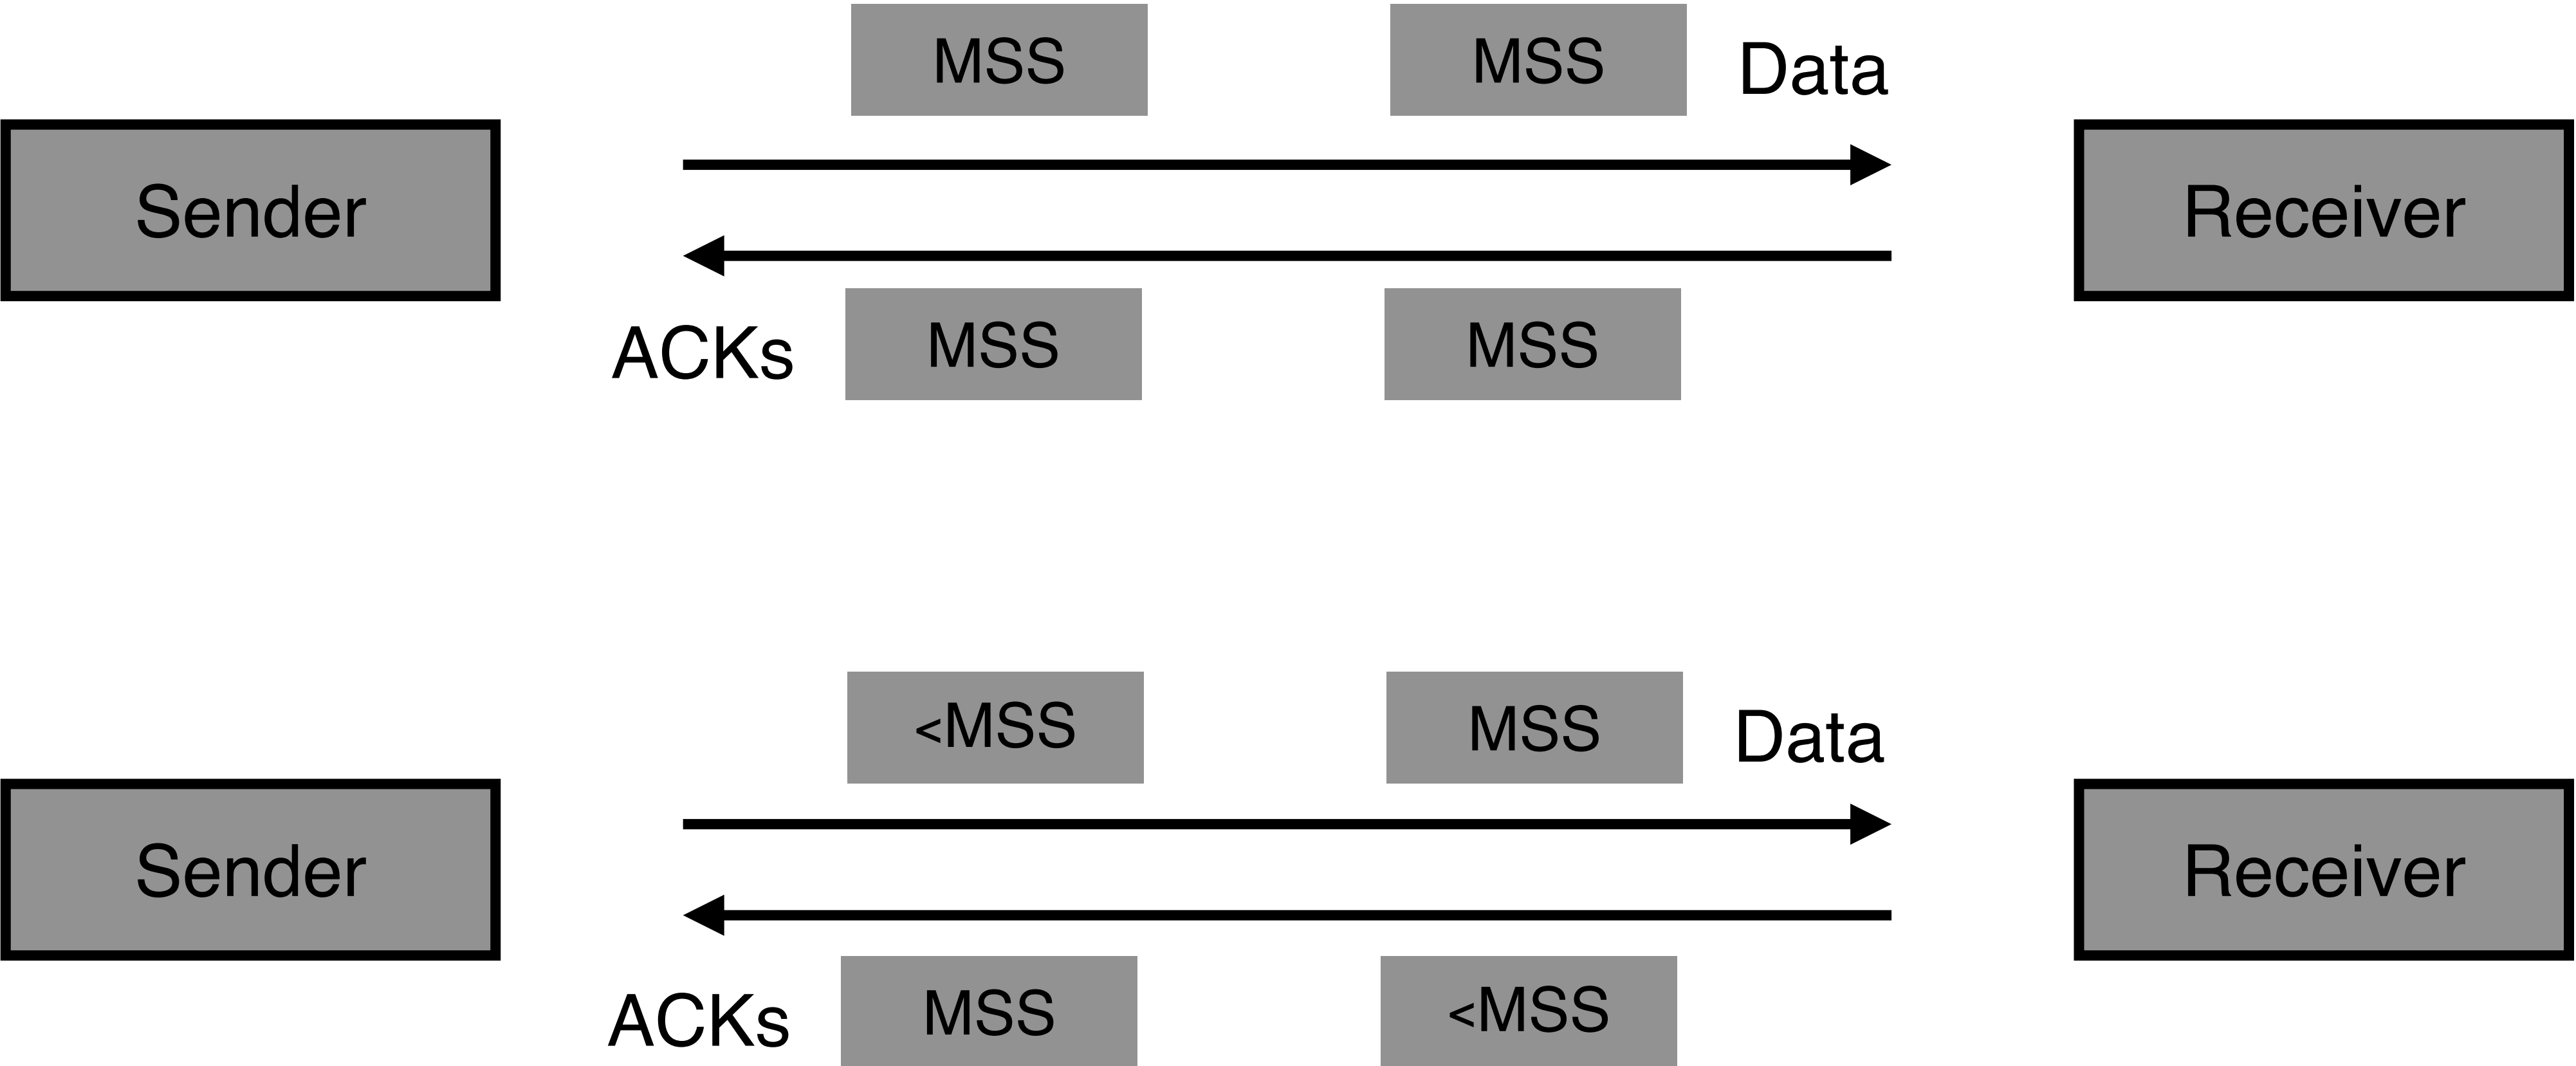 MSS MSS Data
Sender Receiver
ACKs MSS MSS
<MSS MSS Data
Sender Receiver
ACKs MSS <MSS